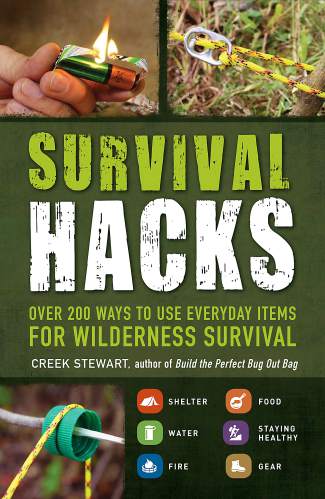 SURVIVAL
HACKS
OVER 200 WAYS TO USE EVERYDAY ITEMS
FOR WILDERNESS SURVIVAL
CREEK STEWART, author of Build the Perfect Bug Out Bag
SHELTER
FOOD
WATER
STAYING
HEALTHY
FIRE
GEAR